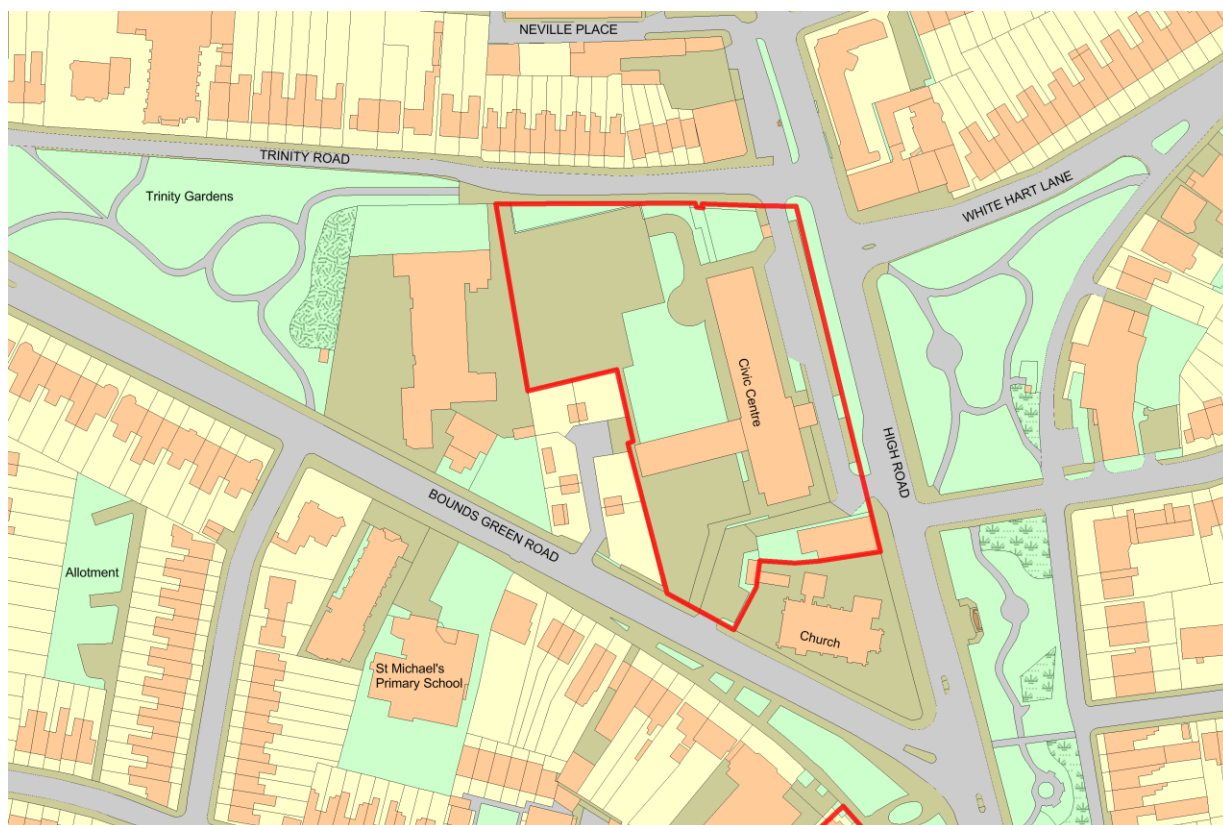 NEVILLE PLACE
TRINITY ROAD
Trinity Gardens
WHITE HART LANE
Civic Centre
HIGH ROAD
BOUNDS GREEN ROAD
Allotment
Church
St Michael's
Primary School